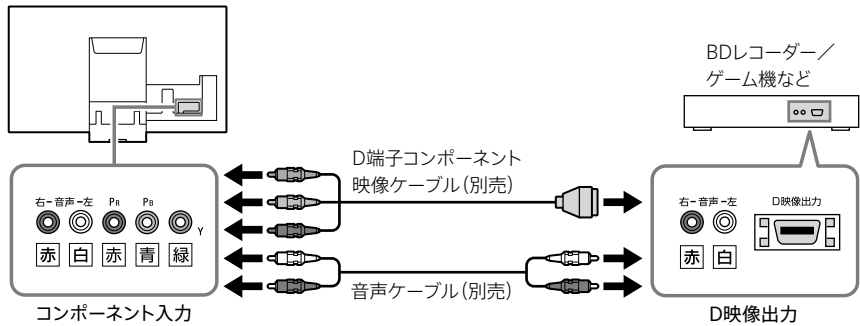 BDレコーダー／
ゲーム機など
D端子コンポーネント
映像ケーブル（別売）
右－音声－左 PR PB Y
赤 白 赤 青 緑
コンポーネント入力
音声ケーブル（別売）
右－音声－左 D映像出力
赤 白
D映像出力